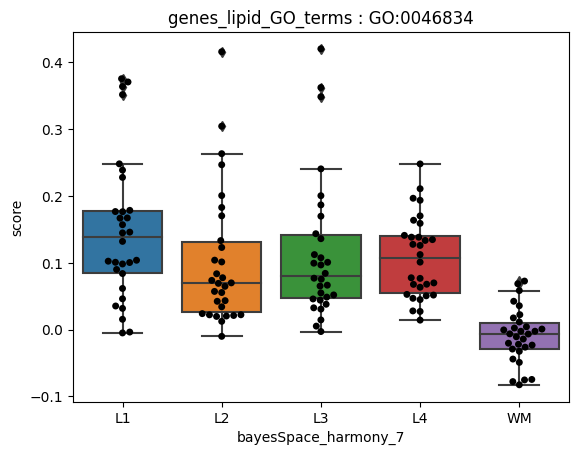 genes_lipid_GO_terms : GO:0046834
0.4
0.3
0.2
0.1
0.0
−0.1
score
L1 L2 L3 L4 WM
bayesSpace_harmony_7